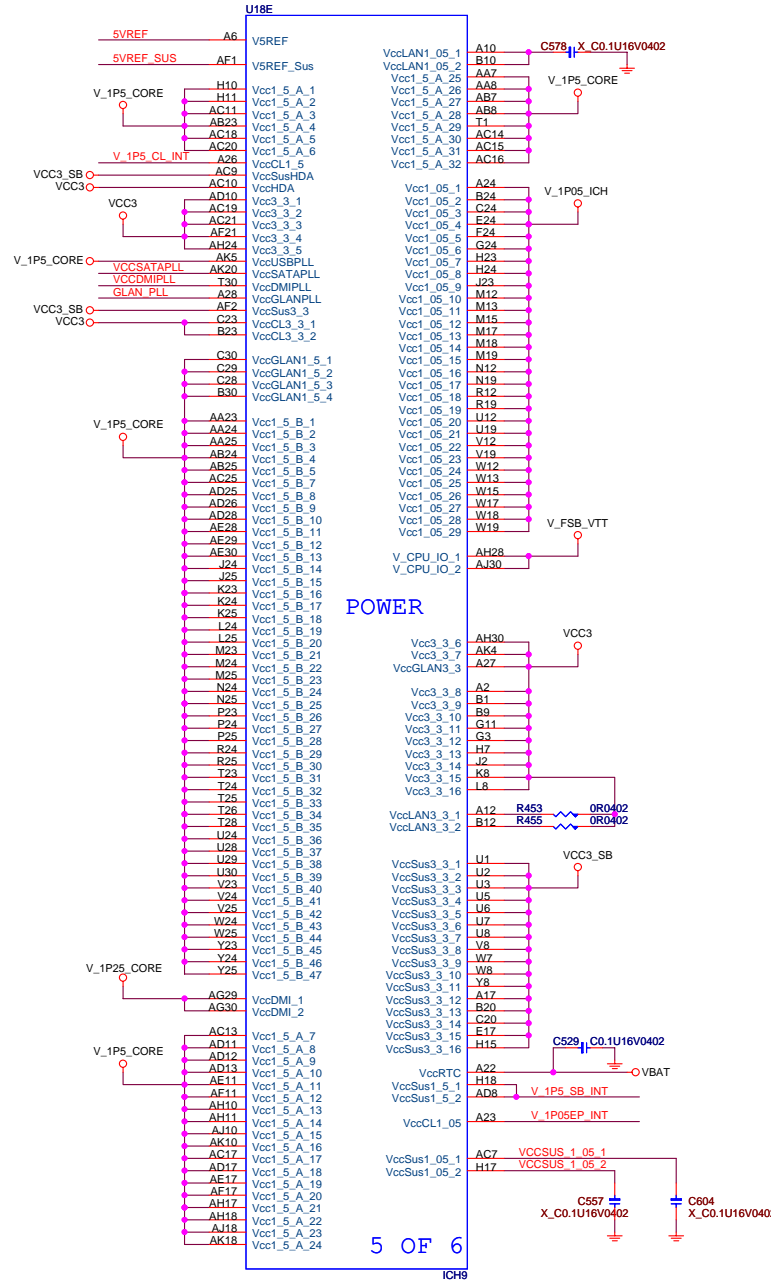 U18E
5VREF A6 V5REF
5VREF_SUS AF1 V5REF_Sus
V_1P5_CORE
H10 Vcc1_5_A_1
H11 Vcc1_5_A_2
AC11 Vcc1_5_A_3
AB23 Vcc1_5_A_4
AC18 Vcc1_5_A_5
AC20 Vcc1_5_A_6
V_1P5_CL_INT A26 VccCL1_5
VCC3_SB AC9 VccSusHDA
VCC3 AC10 VccHDA
VCC3
AD10 Vcc3_3_1
AC19 Vcc3_3_2
AC21 Vcc3_3_3
AF21 Vcc3_3_4
AH24 Vcc3_3_5
V_1P5_CORE AK5 VccUSBPLL
VCCSATAPLL AK20 VccSATAPLL
VCCDMIPLL T30 VccDMIPLL
GLAN_PLL A28 VccGLANPLL
VCC3_SB AF2 VccSus3_3
VCC3 C23 VccCL3_3_1
B23 VccCL3_3_2
C30 VccGLAN1_5_1
C29 VccGLAN1_5_2
C28 VccGLAN1_5_3
B30 VccGLAN1_5_4
V_1P5_CORE
AA23 Vcc1_5_B_1
AA24 Vcc1_5_B_2
AA25 Vcc1_5_B_3
AB24 Vcc1_5_B_4
AB25 Vcc1_5_B_5
AC25 Vcc1_5_B_7
AD25 Vcc1_5_B_8
AD26 Vcc1_5_B_9
AD28 Vcc1_5_B_10
AE28 Vcc1_5_B_11
AE29 Vcc1_5_B_12
AE30 Vcc1_5_B_13
J24 Vcc1_5_B_14
J25 Vcc1_5_B_15
K23 Vcc1_5_B_16
K24 Vcc1_5_B_17
K25 Vcc1_5_B_18
L24 Vcc1_5_B_19
L25 Vcc1_5_B_20
M23 Vcc1_5_B_21
M24 Vcc1_5_B_22
M25 Vcc1_5_B_23
N24 Vcc1_5_B_24
N25 Vcc1_5_B_25
P23 Vcc1_5_B_26
P24 Vcc1_5_B_27
P25 Vcc1_5_B_28
R24 Vcc1_5_B_29
R25 Vcc1_5_B_30
T23 Vcc1_5_B_31
T24 Vcc1_5_B_32
T25 Vcc1_5_B_33
T26 Vcc1_5_B_34
T28 Vcc1_5_B_35
U24 Vcc1_5_B_36
U28 Vcc1_5_B_37
U29 Vcc1_5_B_38
U30 Vcc1_5_B_39
V23 Vcc1_5_B_40
V24 Vcc1_5_B_41
V25 Vcc1_5_B_42
W24 Vcc1_5_B_43
W25 Vcc1_5_B_44
Y23 Vcc1_5_B_45
Y24 Vcc1_5_B_46
Y25 Vcc1_5_B_47
V_1P25_CORE
AG29 VccDMI_1
AG30 VccDMI_2
V_1P5_CORE
AC13 Vcc1_5_A_7
AD11 Vcc1_5_A_8
AD12 Vcc1_5_A_9
AD13 Vcc1_5_A_10
AE11 Vcc1_5_A_11
AF11 Vcc1_5_A_12
AH10 Vcc1_5_A_13
AH11 Vcc1_5_A_14
AJ10 Vcc1_5_A_15
AK10 Vcc1_5_A_16
AC17 Vcc1_5_A_17
AD17 Vcc1_5_A_18
AE17 Vcc1_5_A_19
AF17 Vcc1_5_A_20
AH17 Vcc1_5_A_21
AH18 Vcc1_5_A_22
AJ18 Vcc1_5_A_23
AK18 Vcc1_5_A_24
POWER
VccLAN1_05_1 A10 C578 X_C0.1U16V0402
VccLAN1_05_2 B10
Vcc1_5_A_25 AA7
Vcc1_5_A_26 AA8
Vcc1_5_A_27 AB7
Vcc1_5_A_28 AB8
Vcc1_5_A_29 T1
Vcc1_5_A_30 AC14
Vcc1_5_A_31 AC15
Vcc1_5_A_32 AC16
V_1P5_CORE
Vcc1_05_1 A24
Vcc1_05_2 B24
Vcc1_05_3 C24
Vcc1_05_4 E24
Vcc1_05_5 F24
Vcc1_05_6 G24
Vcc1_05_7 H23
Vcc1_05_8 H24
Vcc1_05_9 J23
Vcc1_05_10 M12
Vcc1_05_11 M13
Vcc1_05_12 M15
Vcc1_05_13 M17
Vcc1_05_14 M18
Vcc1_05_15 M19
Vcc1_05_16 N12
Vcc1_05_17 N19
Vcc1_05_18 R12
Vcc1_05_19 R19
Vcc1_05_20 U12
Vcc1_05_21 U19
Vcc1_05_22 V12
Vcc1_05_23 V19
Vcc1_05_24 W12
Vcc1_05_25 W13
Vcc1_05_26 W15
Vcc1_05_27 W17
Vcc1_05_28 W18
Vcc1_05_29 W19
V_1P05_ICH
V_FSB_VTT
V_CPU_IO_1 AH28
V_CPU_IO_2 AJ30
VCC3
Vcc3_3_6 AH30
Vcc3_3_7 AK4
VccGLAN3_3 A27
Vcc3_3_8 A2
Vcc3_3_9 B1
Vcc3_3_10 B9
Vcc3_3_11 G11
Vcc3_3_12 G3
Vcc3_3_13 H7
Vcc3_3_14 J2
Vcc3_3_15 K8
Vcc3_3_16 L8
VccLAN3_3_1 A12 R453 0R0402
VccLAN3_3_2 B12 R455 0R0402
VCC3_SB
VccSus3_3_1 U1
VccSus3_3_2 U2
VccSus3_3_3 U3
VccSus3_3_4 U5
VccSus3_3_5 U6
VccSus3_3_6 U7
VccSus3_3_7 U8
VccSus3_3_8 V8
VccSus3_3_9 W7
VccSus3_3_10 W8
VccSus3_3_11 Y8
VccSus3_3_12 A17
VccSus3_3_13 B20
VccSus3_3_14 C20
VccSus3_3_15 E17
VccSus3_3_16 H15
C529 C0.1U16V0402
VccRTC A22 VBAT
VccSus1_5_1 H18
VccSus1_5_2 AD8 V_1P5_SB_INT
VccCL1_05 A23 V_1P05EP_INT
VccSus1_05_1 AC7 VCCSUS_1_05_1
VccSus1_05_2 H17 VCCSUS_1_05_2
C557 X_C0.1U16V0402
C604
5 OF 6
ICH9